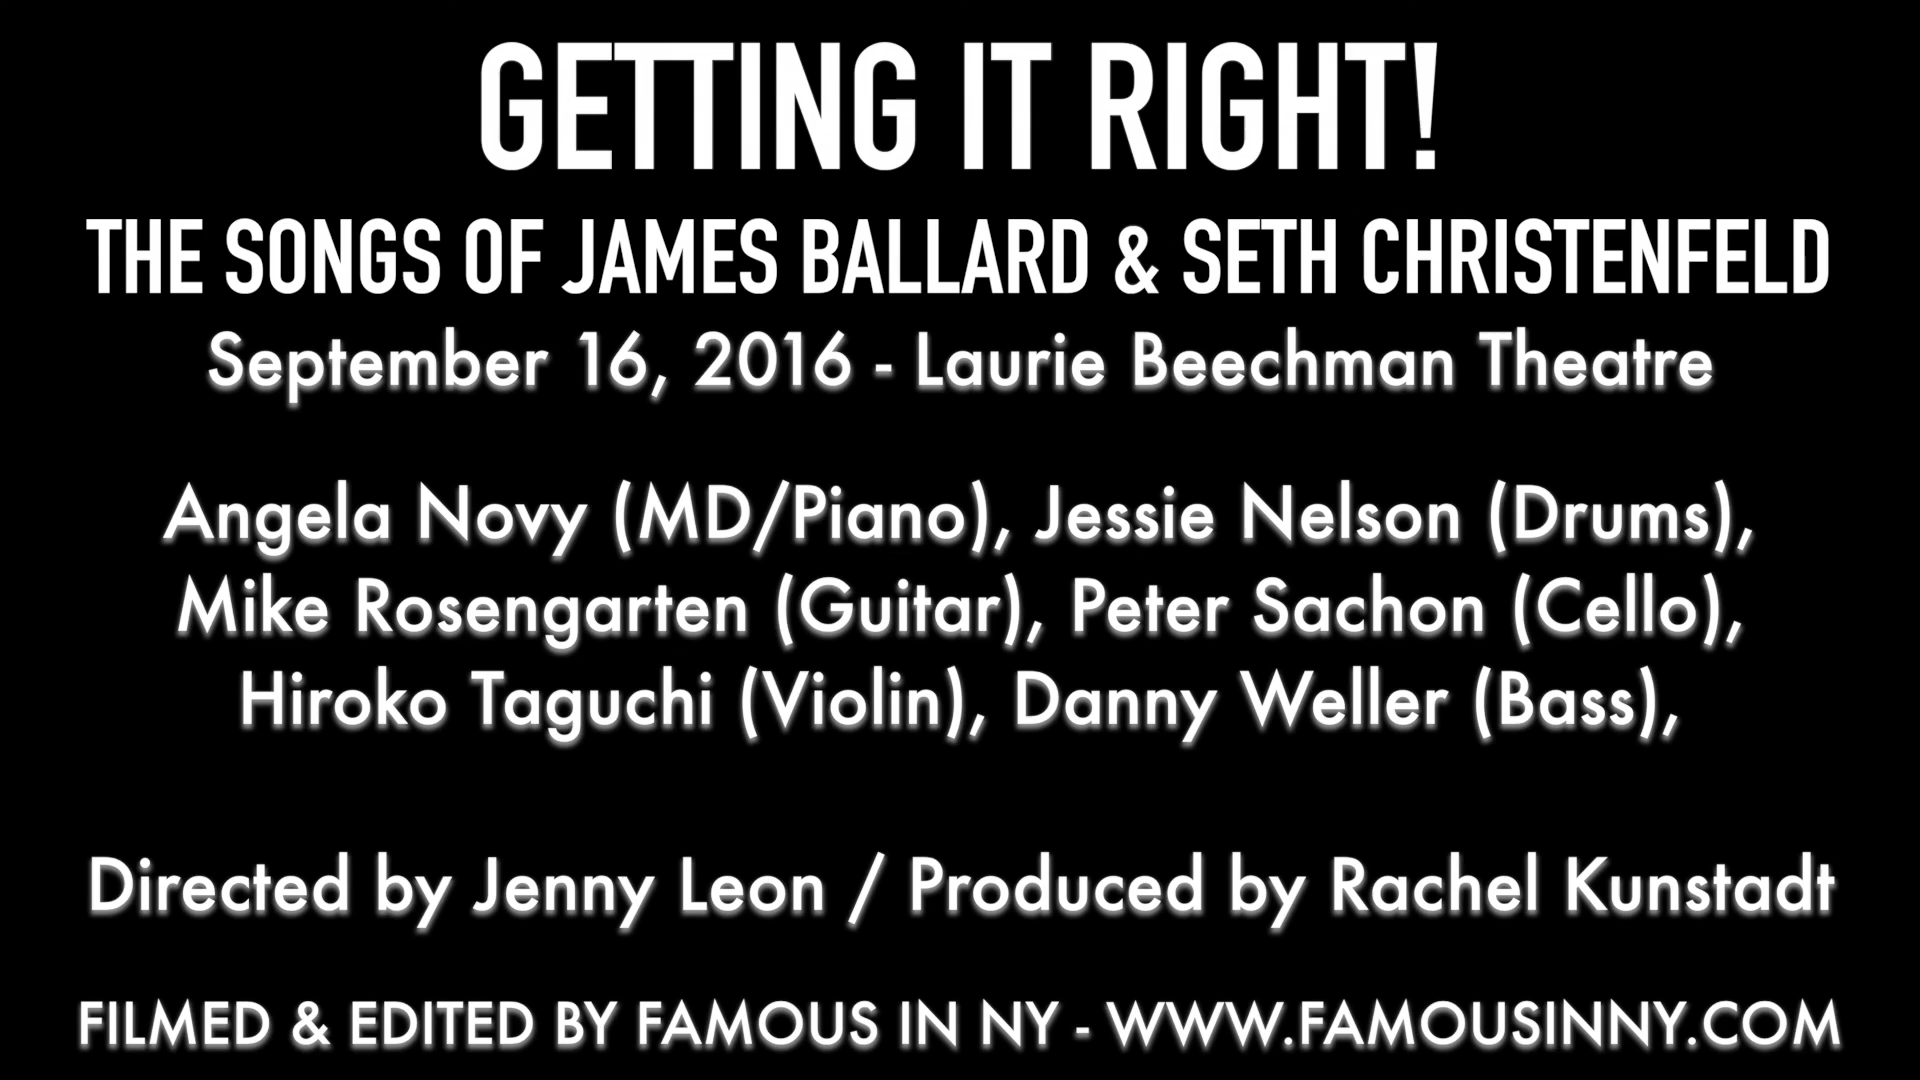 GETTING IT RIGHT!
THE SONGS OF JAMES BALLARD & SETH CHRISTENFELD
September 16, 2016 - Laurie Beechman Theatre
Angela Novy (MD/Piano), Jessie Nelson (Drums),
Mike Rosengarten (Guitar), Peter Sachon (Cello),
Hiroko Taguchi (Violin), Danny Weller (Bass),
Directed by Jenny Leon / Produced by Rachel Kunstadt
FILMED & EDITED BY FAMOUS IN NY - WWW.FAMOUSINNY.COM